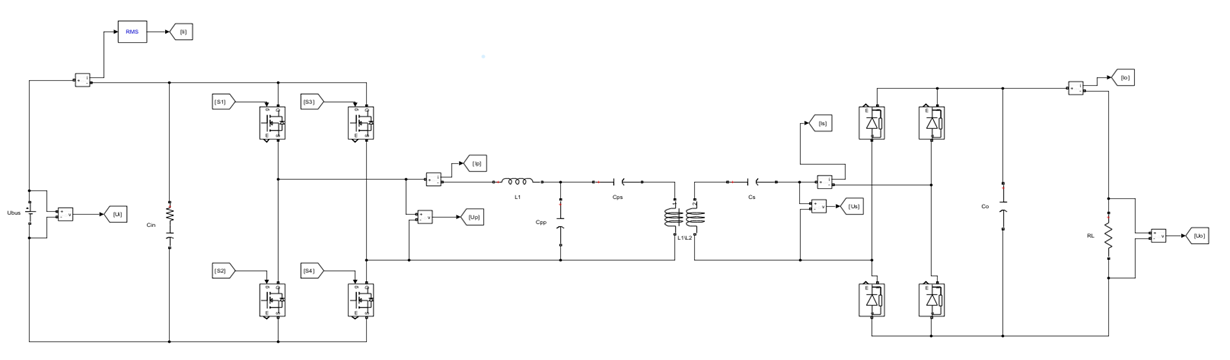 RMS
[Ii]
[S1]
[S3]
[Io]
[Is]
[Ip]
L1
Cps
Cs
Ubus
[Ui]
Cin
[Up]
Cpp
L1\L2
[Us]
Co
RL
[Uo]
[S2]
[S4]